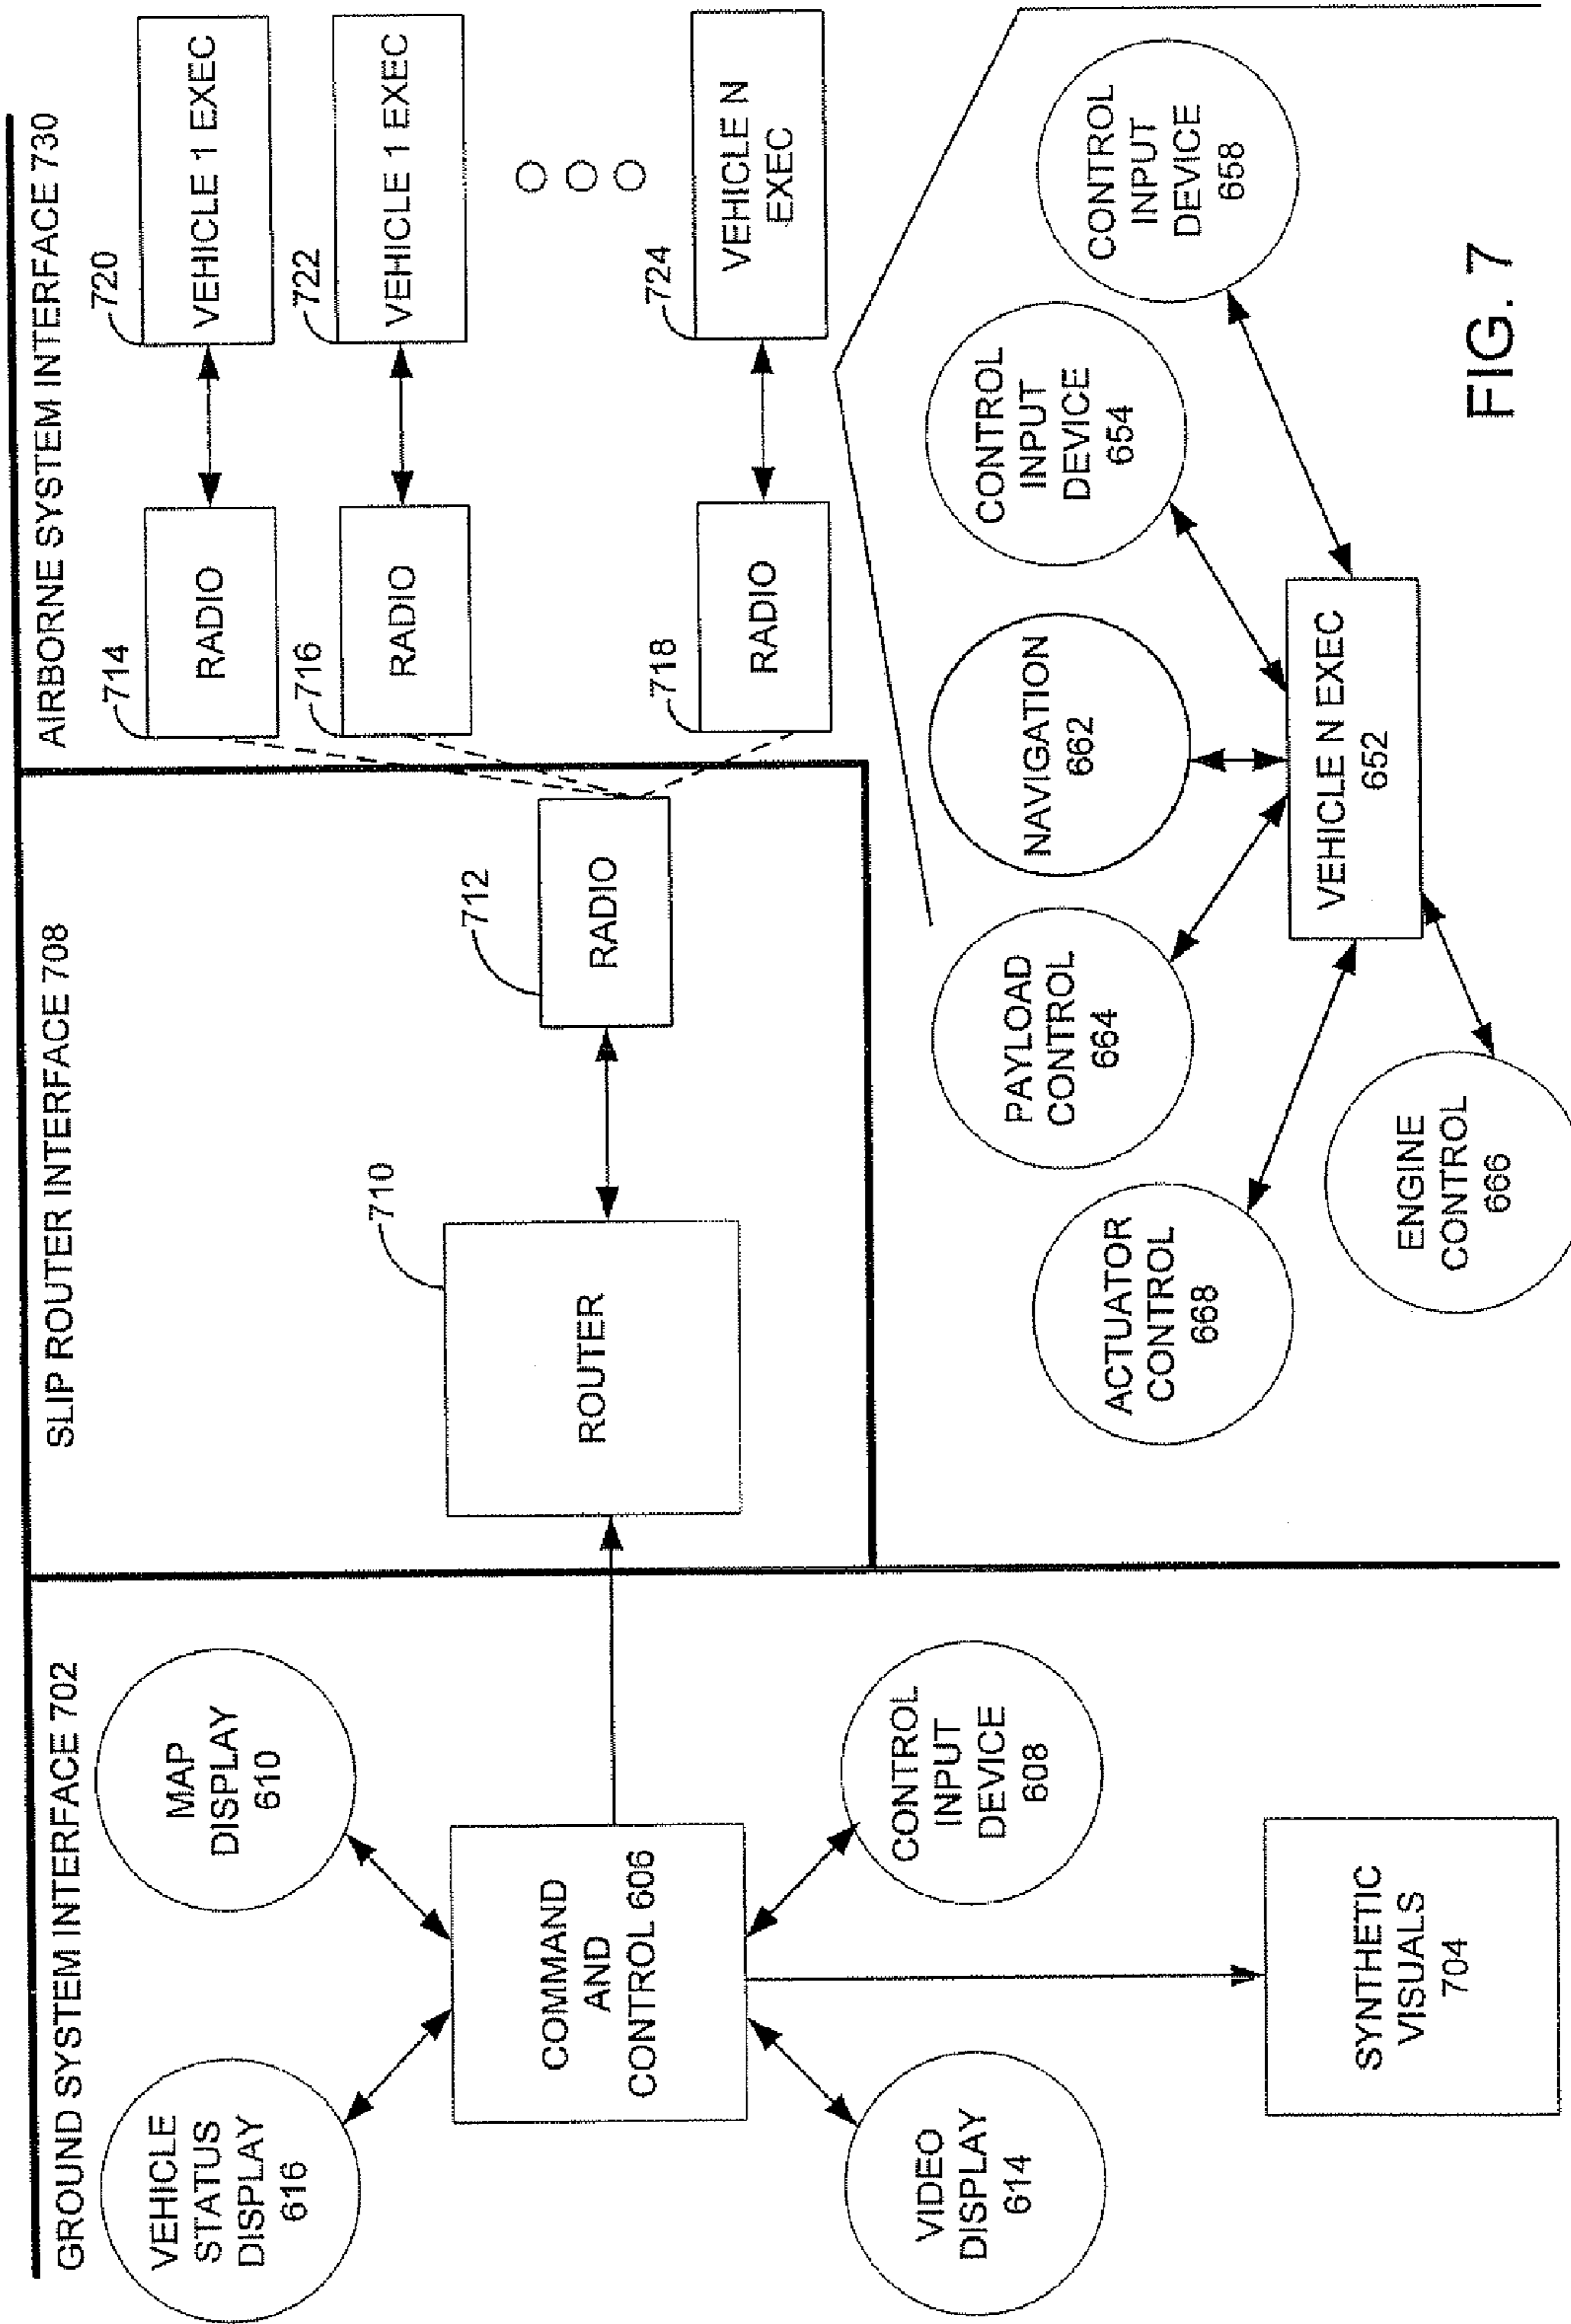 GROUND SYSTEM INTERFACE 702
VEHICLE
STATUS
DISPLAY
616
MAP
DISPLAY
610
COMMAND
AND
CONTROL 606
VIDEO
DISPLAY
614
CONTROL
INPUT
DEVICE
608
SYNTHETIC
VISUALS
704
SLIP ROUTER INTERFACE 708
710
ROUTER
712
RADIO
AIRBORNE SYSTEM INTERFACE 730
714
RADIO
720
VEHICLE 1 EXEC
716
RADIO
722
VEHICLE 1 EXEC
718
RADIO
724
VEHICLE N
EXEC
ACTUATOR
CONTROL
668
PAYLOAD
CONTROL
664
NAVIGATION
662
CONTROL
INPUT
DEVICE
654
CONTROL
INPUT
DEVICE
658
ENGINE
CONTROL
666
VEHICLE N EXEC
652
FIG. 7